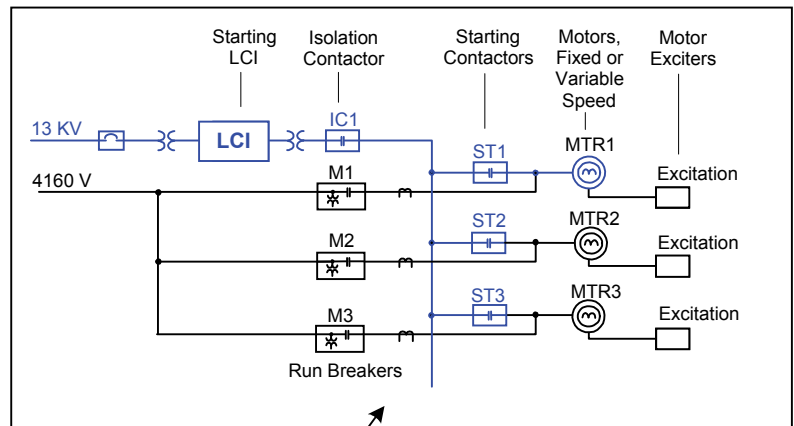 Starting LCI
Isolation Contactor
Starting Contactors
Motors, Fixed or Variable Speed
Motor Exciters
13 KV
LCI
IC1
ST1
MTR1
Excitation
4160 V
M1
ST2
MTR2
Excitation
M2
ST3
MTR3
Excitation
M3
Run Breakers